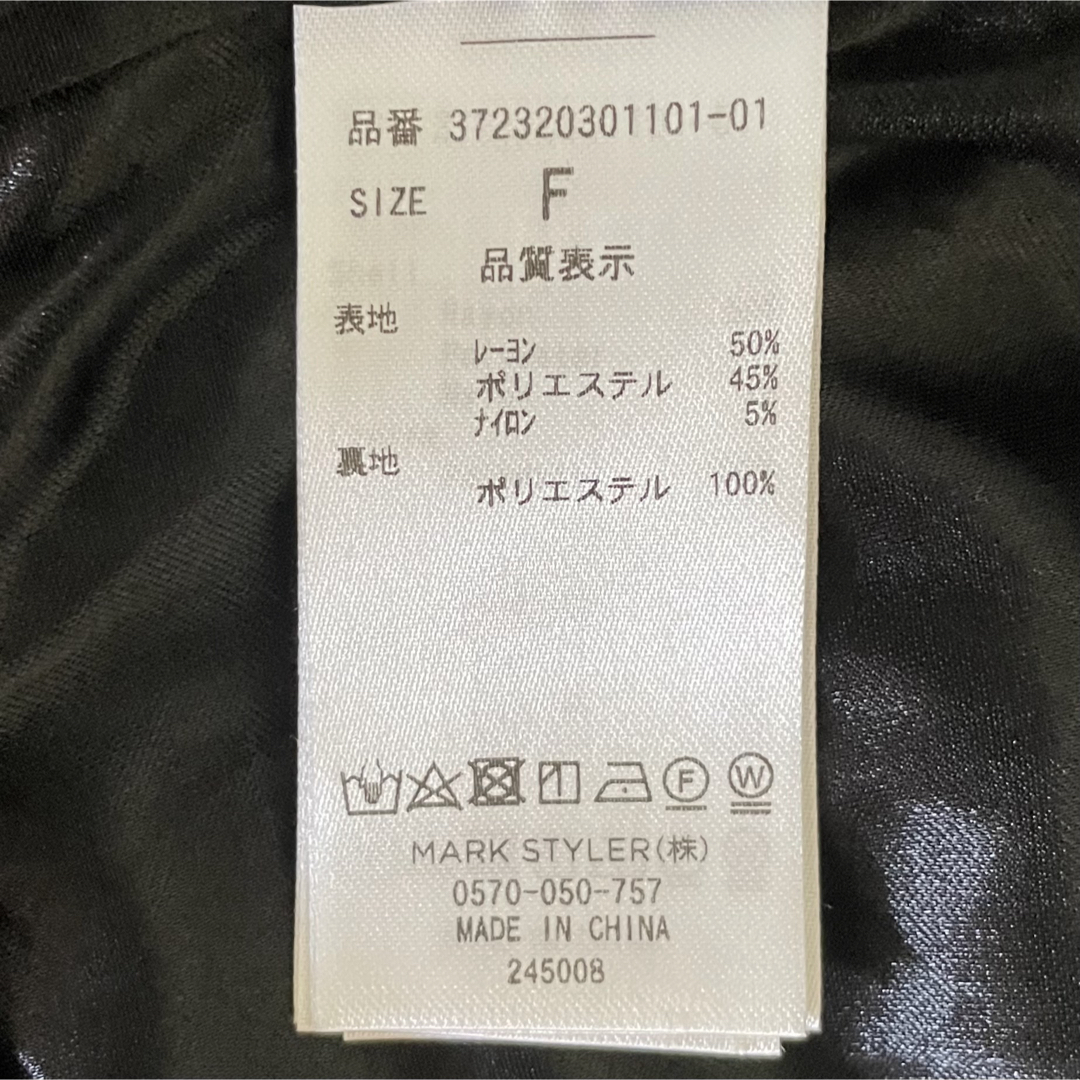 品番 372320301101-01
SIZE F
品質表示
表地
ﾚｰﾖﾝ 50%
ポリエステル 45%
ﾅｲﾛﾝ 5%
裏地
ポリエステル 100%
F W
MARK STYLER(株)
0570-050-757
MADE IN CHINA
245008